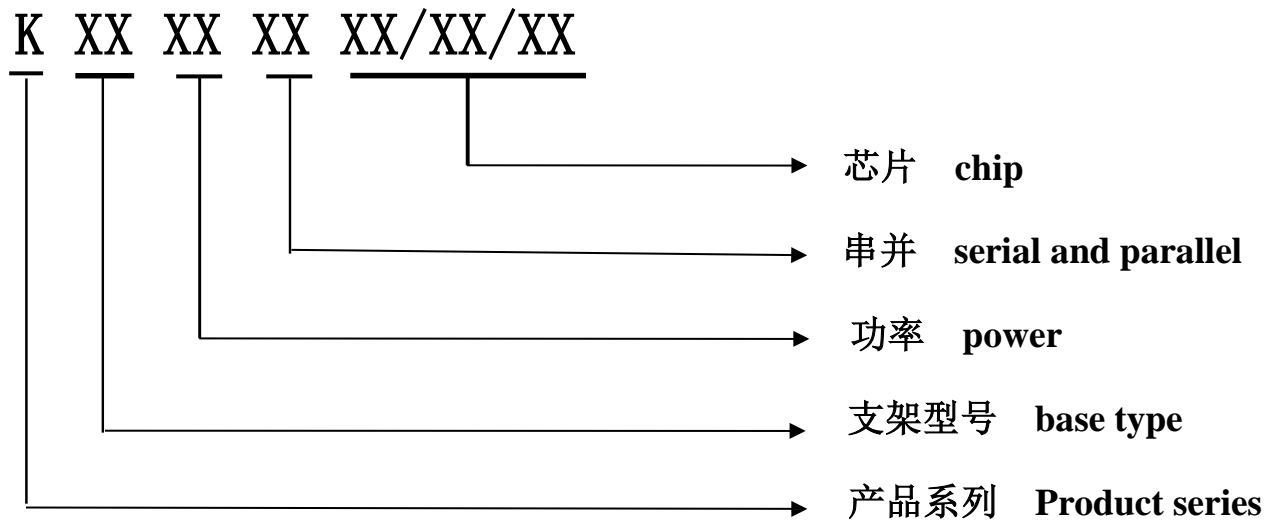 K XX XX XX XX/XX/XX
芯片 chip
串并 serial and parallel
功率 power
支架型号 base type
产品系列 Product series